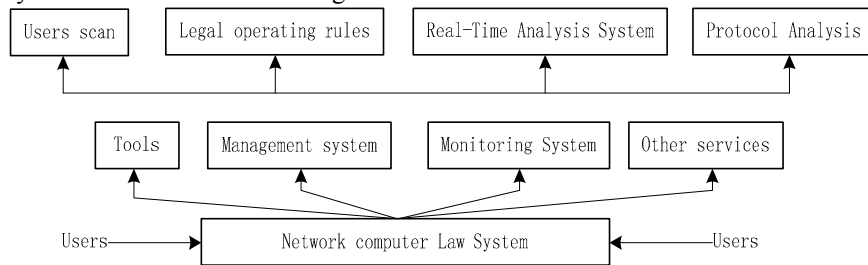 Users scan
Legal operating rules
Real-Time Analysis System
Protocol Analysis
Tools
Management system
Monitoring System
Other services
Users
Network computer Law System
Users